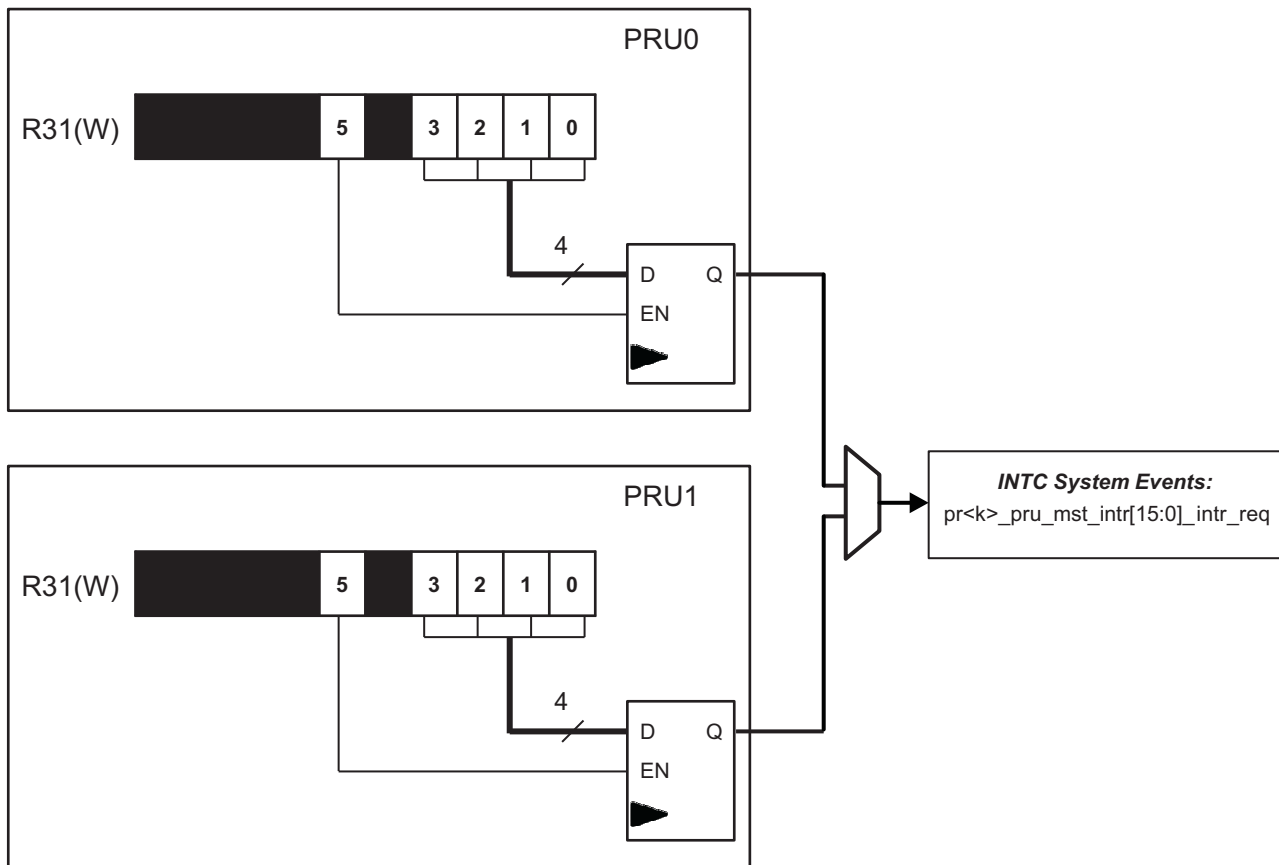 PRU0
R31(W)
5
3
2
1
0
4
D
Q
EN
PRU1
R31(W)
5
3
2
1
0
4
D
Q
EN
INTC System Events:
pr<k>_pru_mst_intr[15:0]_intr_req